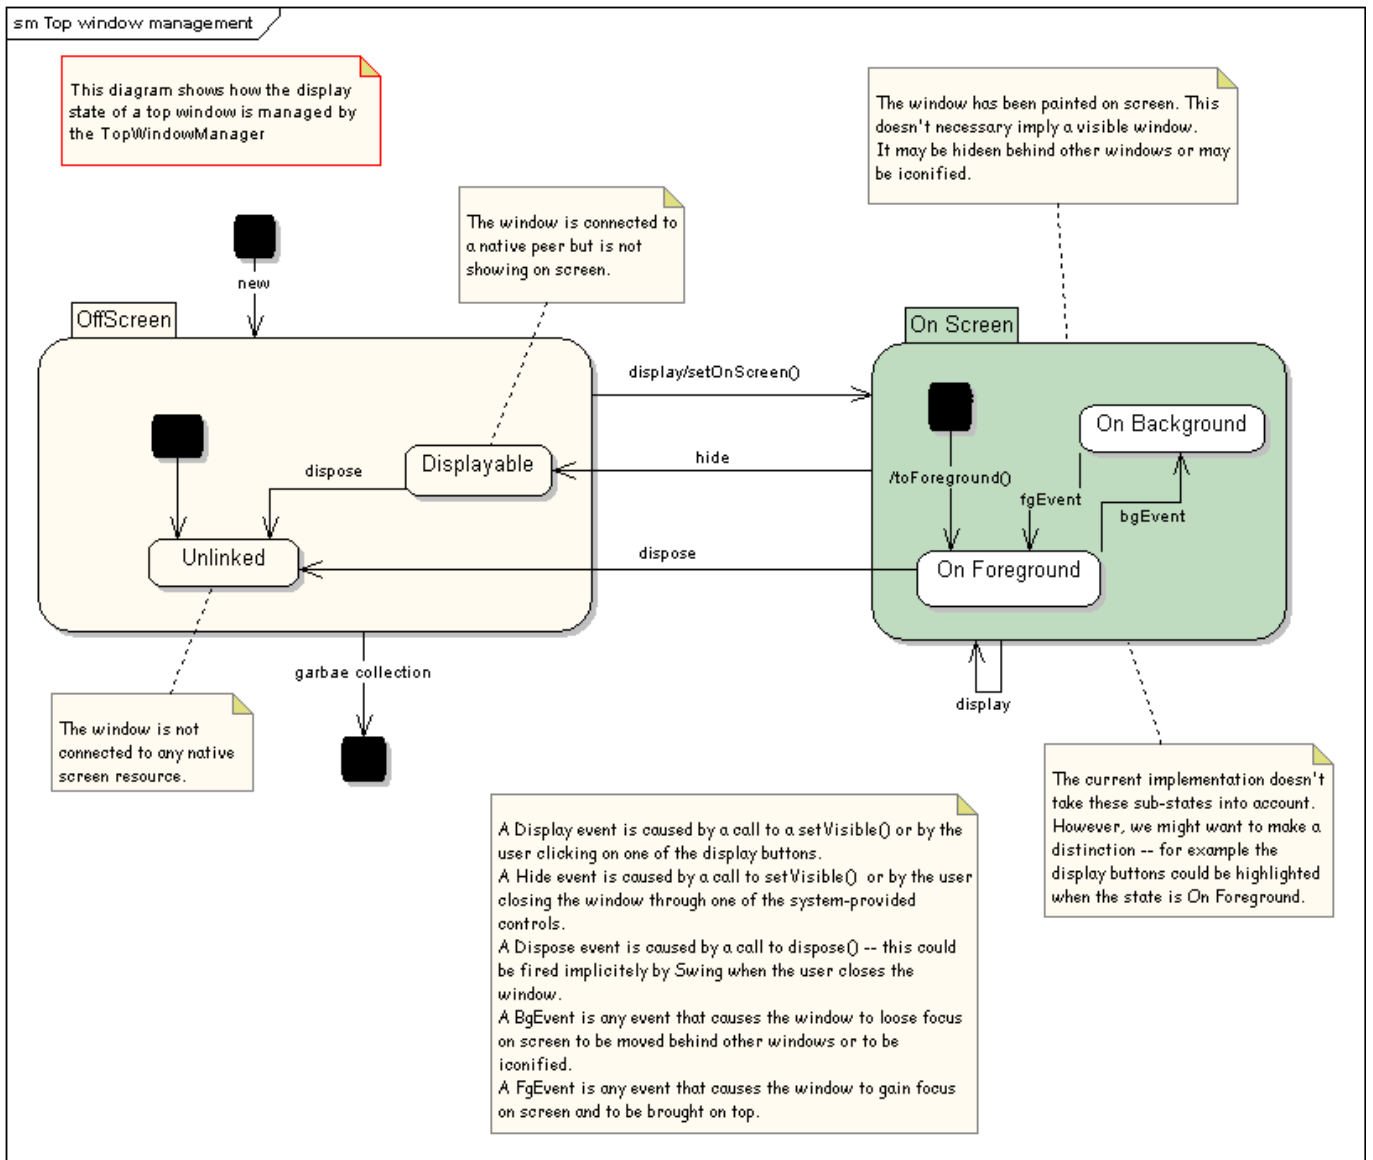 sm Top window management
This diagram shows how the display
state of a top window is managed by
the TopWindowManager
The window has been painted on screen. This
doesn't necessary imply a visible window.
It may be hideen behind other windows or may
be iconified.
The window is connected to
a native peer but is not
showing on screen.
new
OffScreen
On Screen
display/setOnScreen()
On Background
Displayable
hide
dispose
/toForeground()
fgEvent
bgEvent
Unlinked
dispose
On Foreground
garbae collection
display
The window is not
connected to any native
screen resource.
The current implementation doesn't
take these sub-states into account.
However, we might want to make a
distinction -- for example the
display buttons could be highlighted
when the state is On Foreground.
A Display event is caused by a call to a setVisible() or by the
user clicking on one of the display buttons.
A Hide event is caused by a call to setVisible()  or by the user
closing the window through one of the system-provided
controls.
A Dispose event is caused by a call to dispose() -- this could
be fired implicitely by Swing when the user closes the
window.
A BgEvent is any event that causes the window to loose focus
on screen to be moved behind other windows or to be
iconified.
A FgEvent is any event that causes the window to gain focus
on screen and to be brought on top.